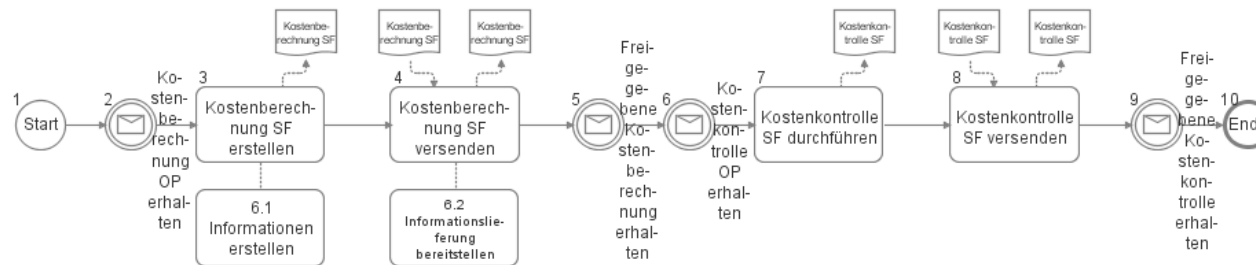 Kostenbe-
rechnung SF
Kostenbe-
rechnung SF
Kostenbe-
rechnung SF
Kostenkon-
trolle SF
Kostenkon-
trolle SF
Kostenkon-
trolle SF
1
Start
2
Ko-
sten-
be-
rech-
nung
OP
erhal-
ten
3
Kostenberech-
nung SF
erstellen
4
Kostenberech-
nung SF
versenden
5
Frei-
ge-
ge-
bene
Ko-
sten-
be-
rech-
nung
erhal-
ten
6
Ko-
sten-
kon-
trolle
OP
erhal-
ten
7
Kostenkontrolle
SF durchführen
8
Kostenkontrolle
SF versenden
9
Frei-
ge-
ge-
bene
Ko-
sten-
kon-
trolle
erhal-
ten
10
End
6.1
Informationen
erstellen
6.2
Informationslie-
ferung
bereitstellen